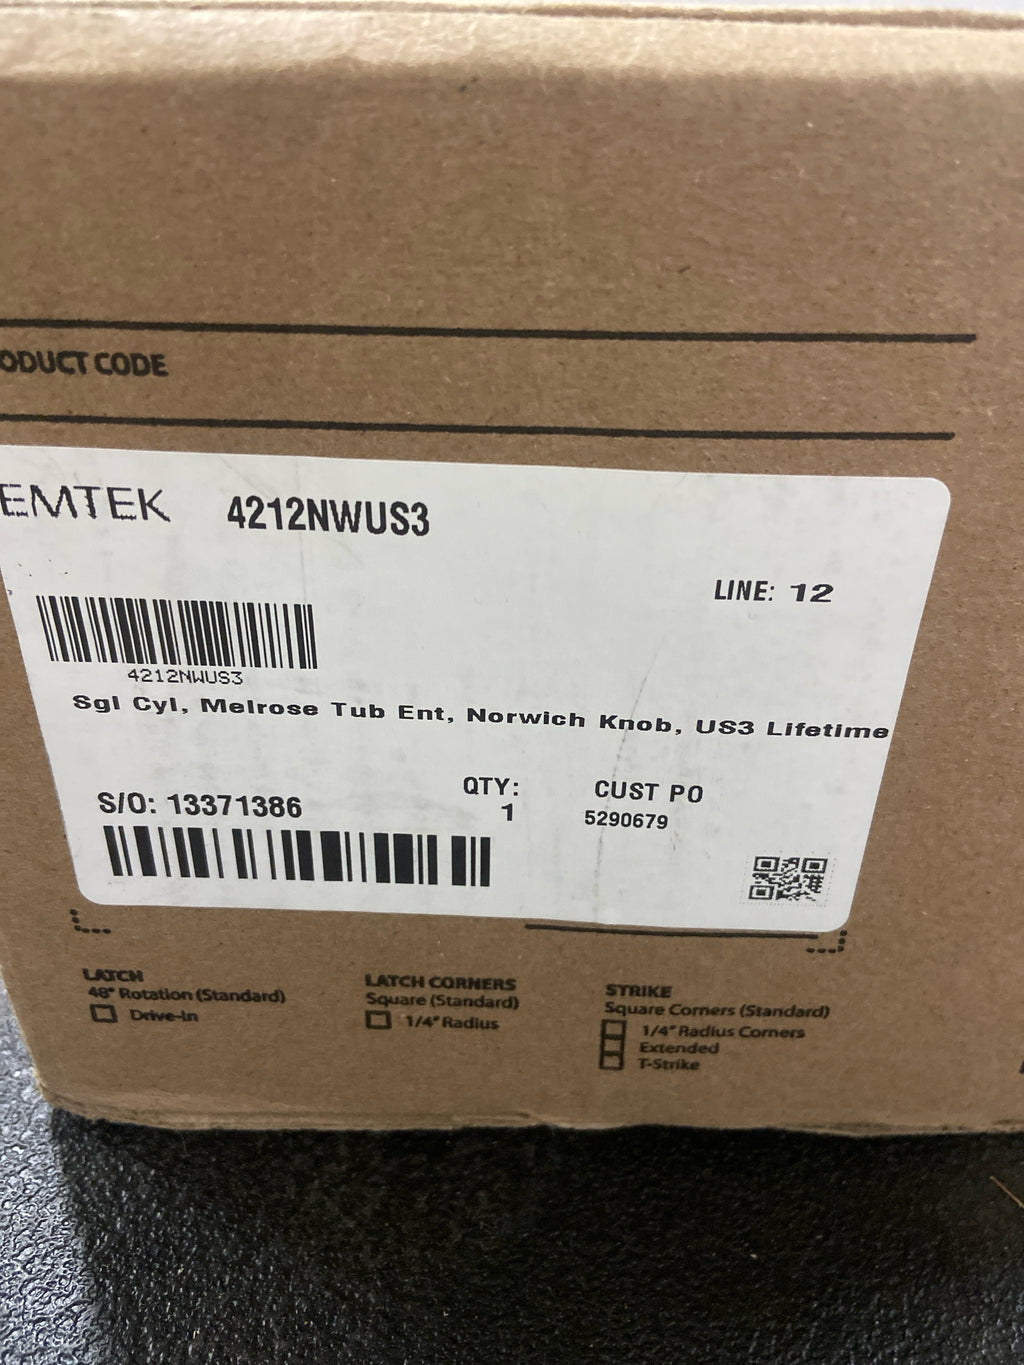 ODUCT CODE
EMTEK 4212NWUS3
LINE: 12
4212NWUS3
Sgl Cyl, Melrose Tub Ent, Norwich Knob, US3 Lifetime
S/O: 13371386
QTY: 1
CUST PO
5290679
LATCH
48° Rotation (Standard)
Drive-In
LATCH CORNERS
Square (Standard)
1/4" Radius
STRIKE
Square Corners (Standard)
1/4" Radius Corners
Extended
T-Strike